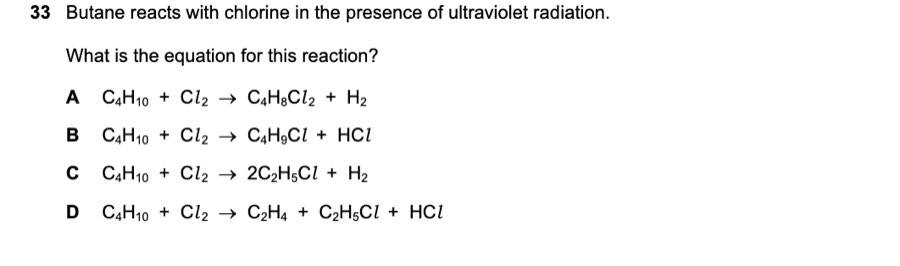 33 Butane reacts with chlorine in the presence of ultraviolet radiation.
What is the equation for this reaction?
A C₄H₁₀ + Cl₂ → C₄H₈Cl₂ + H₂
B C₄H₁₀ + Cl₂ → C₄H₉Cl + HCl
C C₄H₁₀ + Cl₂ → 2C₂H₅Cl + H₂
D C₄H₁₀ + Cl₂ → C₂H₄ + C₂H₅Cl + HCl